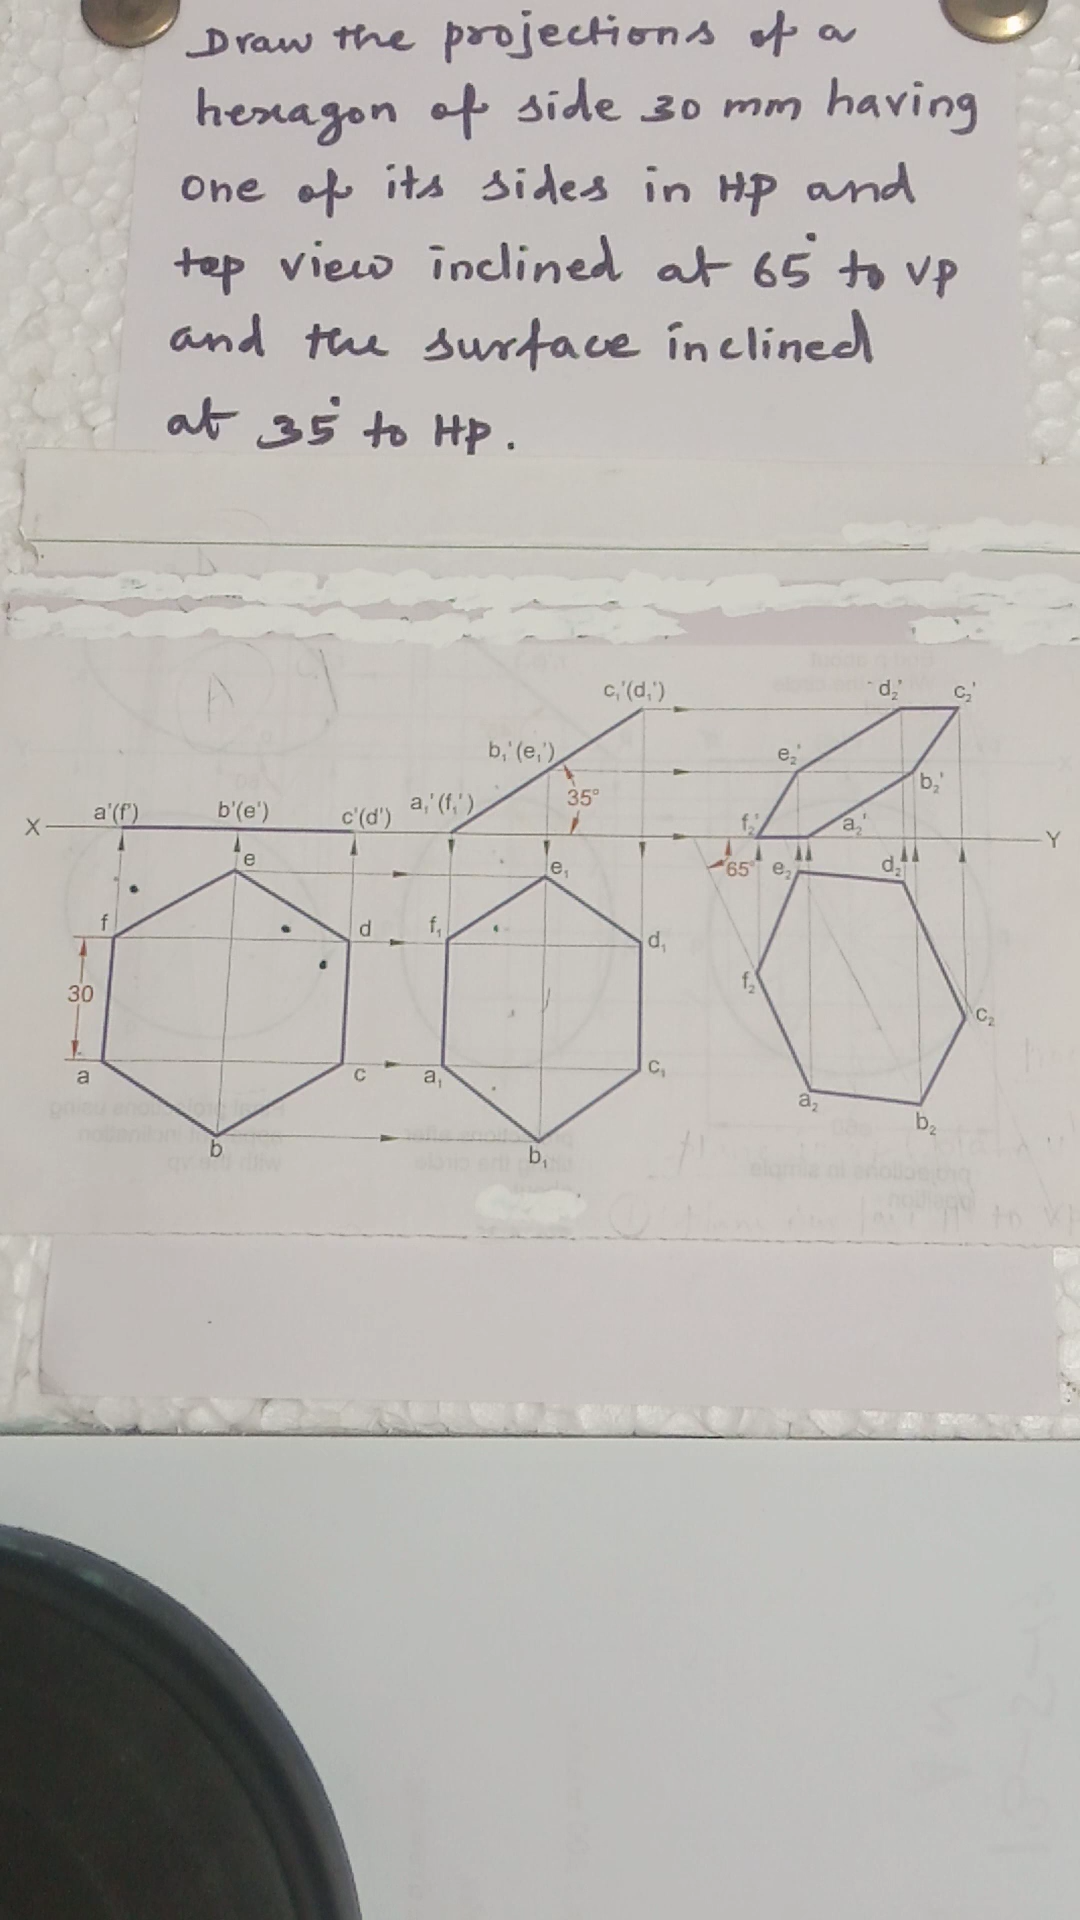 Draw the projections of a
hexagon of side 30 mm having
one of its sides in HP and
top view inclined at 65° to VP
and the surface inclined
at 35° to HP.
c₁'(d₁')
d₂' c₂'
b₁'(e₁')
e₂'
b₂'
a'(f') b'(e') c'(d') a₁'(f₁') 35°
f₂' a₂'
X Y
e e₁ 65° e₂ d₂
f d f₁ d₁
f₂
30
c₂
a c a₁ c₁
a₂
b₂
b b₁